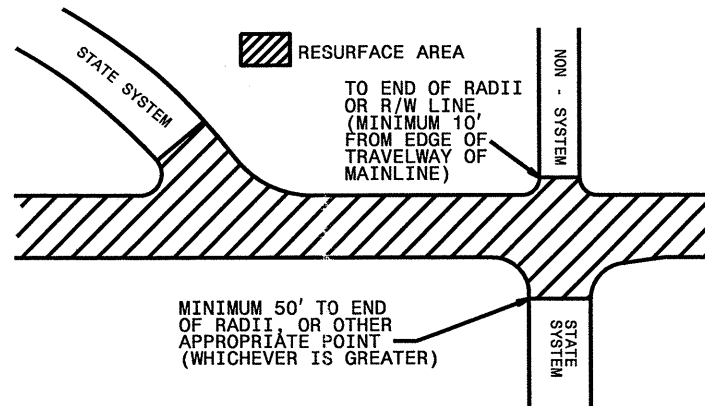 STATE SYSTEM
RESURFACE AREA
TO END OF RADII
OR R/W LINE
(MINIMUM 10'
FROM EDGE OF
TRAVELWAY OF
MAINLINE)
NON - SYSTEM
MINIMUM 50' TO END
OF RADII, OR OTHER
APPROPRIATE POINT
(WHICHEVER IS GREATER)
STATE
SYSTEM